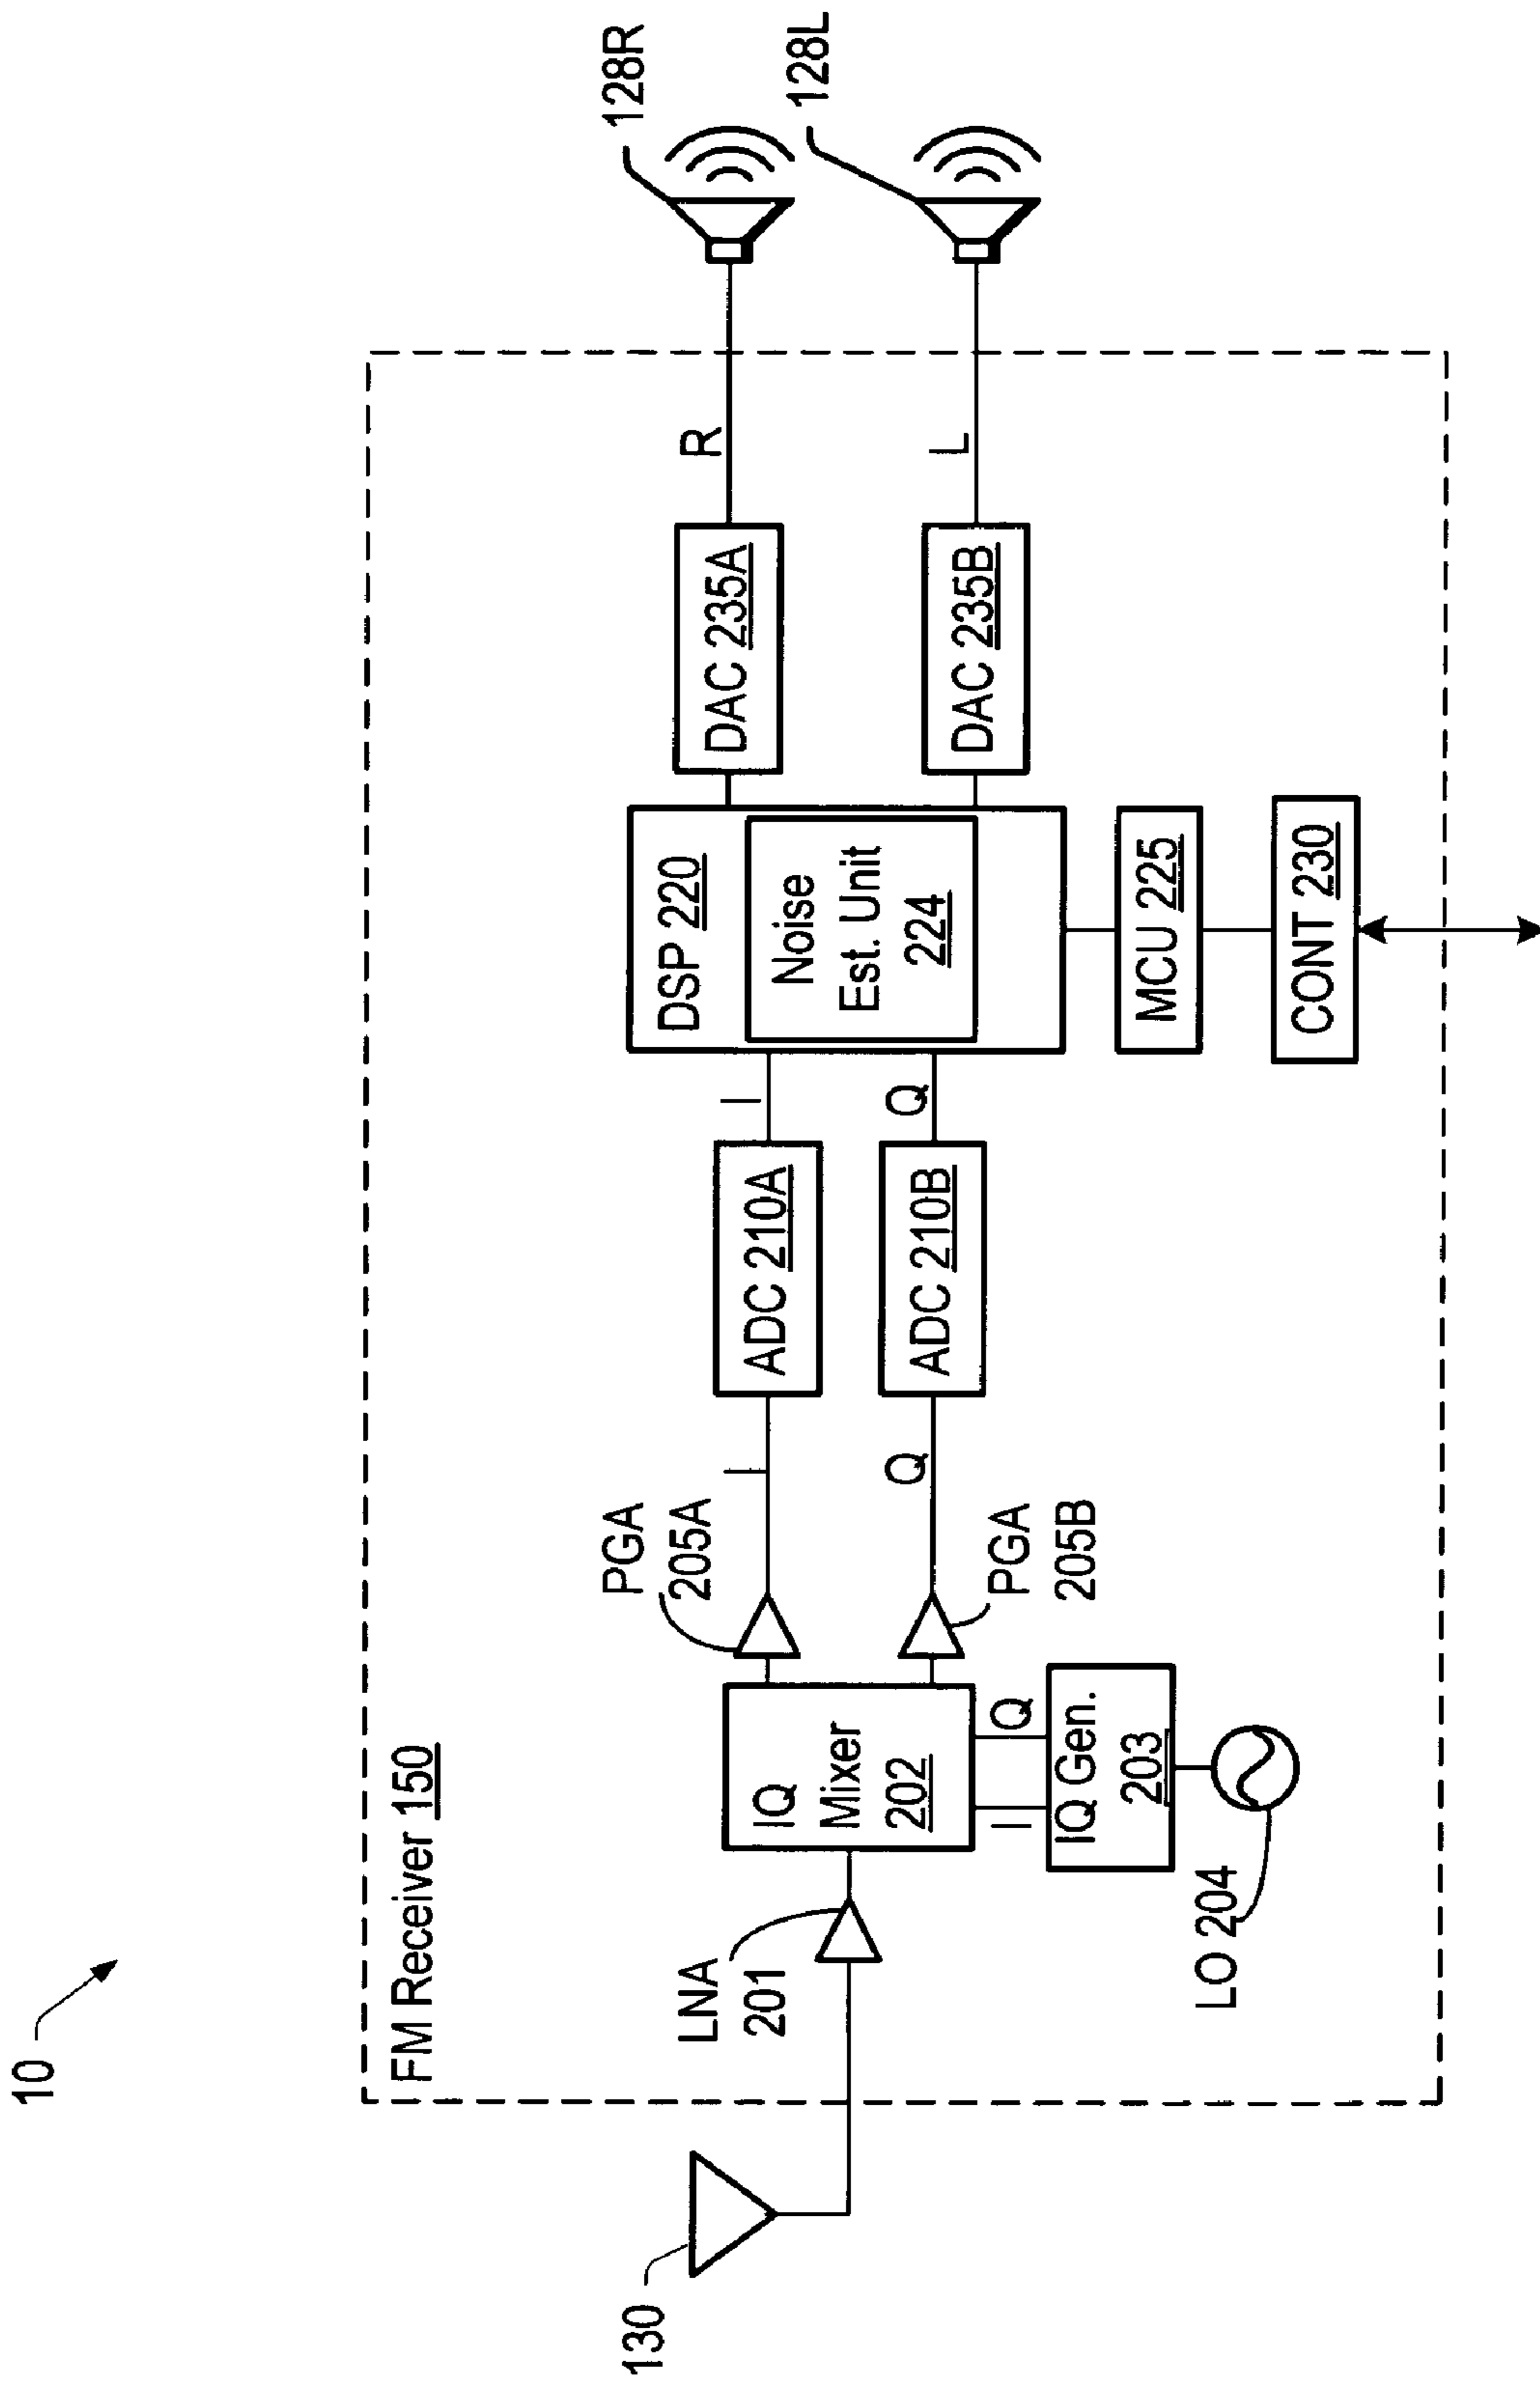 10
FM Receiver 150
130
LNA
201
IQ
Mixer
202
I
Q
IQ Gen.
203
LO 204
PGA
205A
PGA
205B
I
Q
ADC 210A
ADC 210B
I
Q
DSP 220
Noise
Est. Unit
224
MCU 225
CONT 230
DAC 235A
DAC 235B
R
L
128R
128L